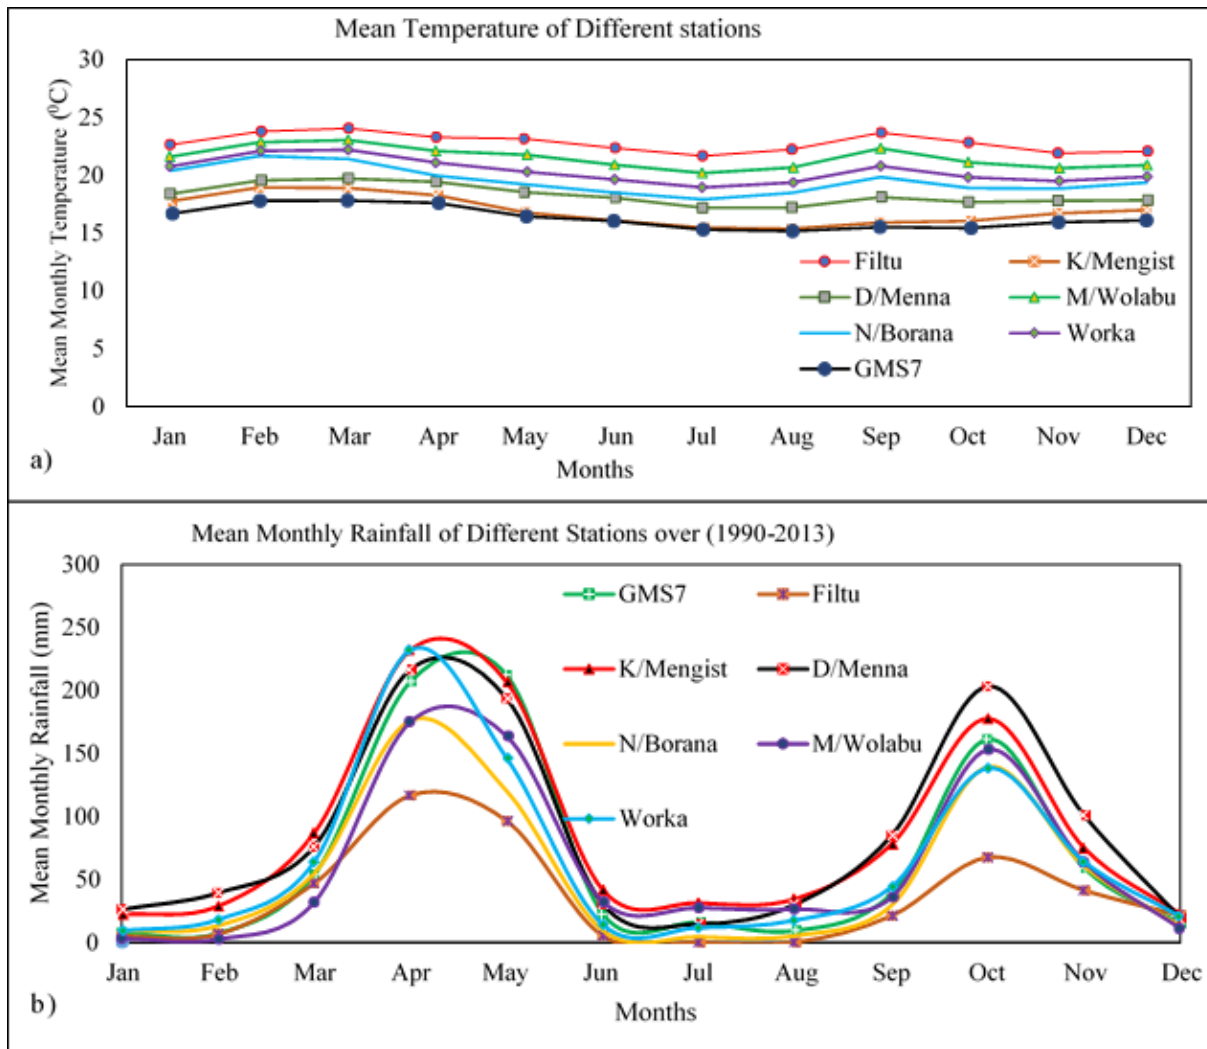 Mean Temperature of Different stations
Mean Monthly Temperature (⁰C)
30
25
20
15
10
5
0
Filtu
K/Mengist
D/Menna
M/Wolabu
N/Borana
Worka
GMS7
Jan Feb Mar Apr May Jun Jul Aug Sep Oct Nov Dec
Months
a)
Mean Monthly Rainfall of Different Stations over (1990-2013)
Mean Monthly Rainfall (mm)
300
250
200
150
100
50
0
GMS7
Filtu
K/Mengist
D/Menna
N/Borana
M/Wolabu
Worka
Jan Feb Mar Apr May Jun Jul Aug Sep Oct Nov Dec
Months
b)